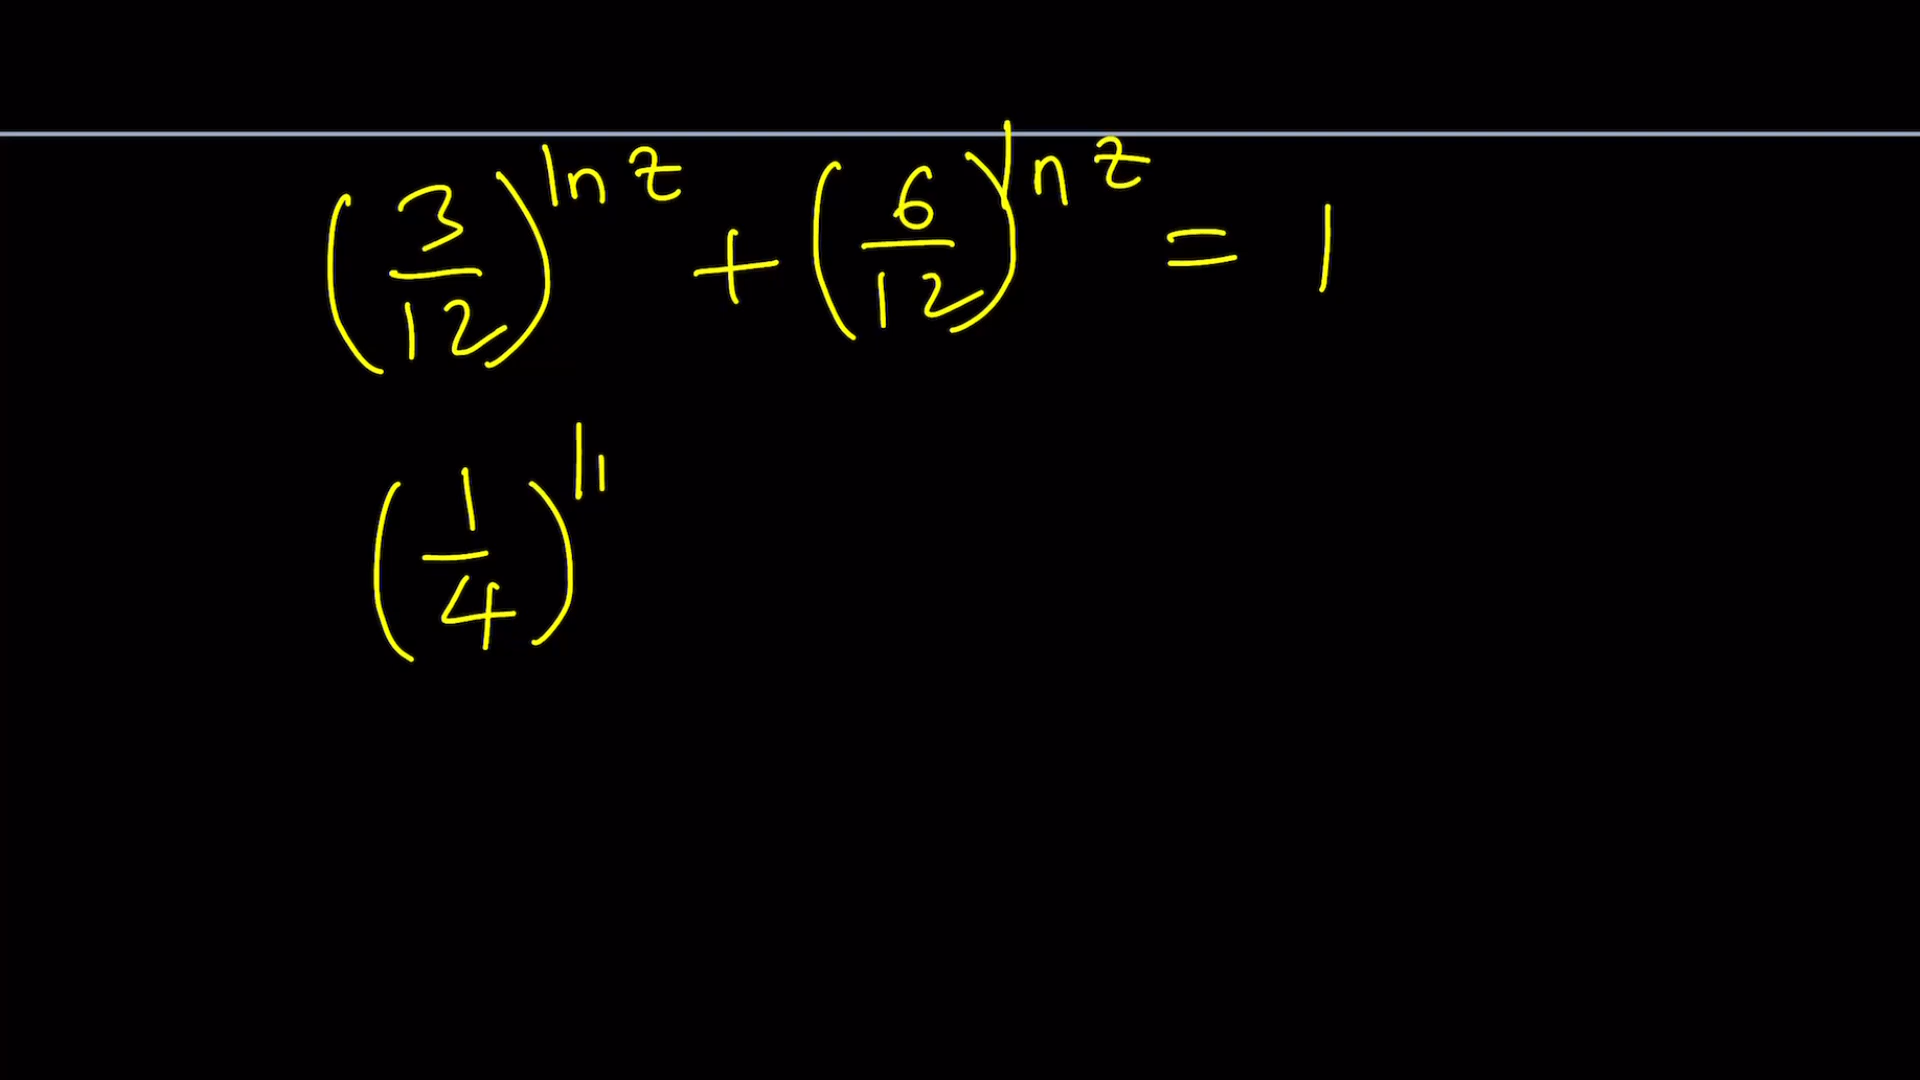 (3/12)^ln z + (6/12)^ln z = 1
(1/4)^l